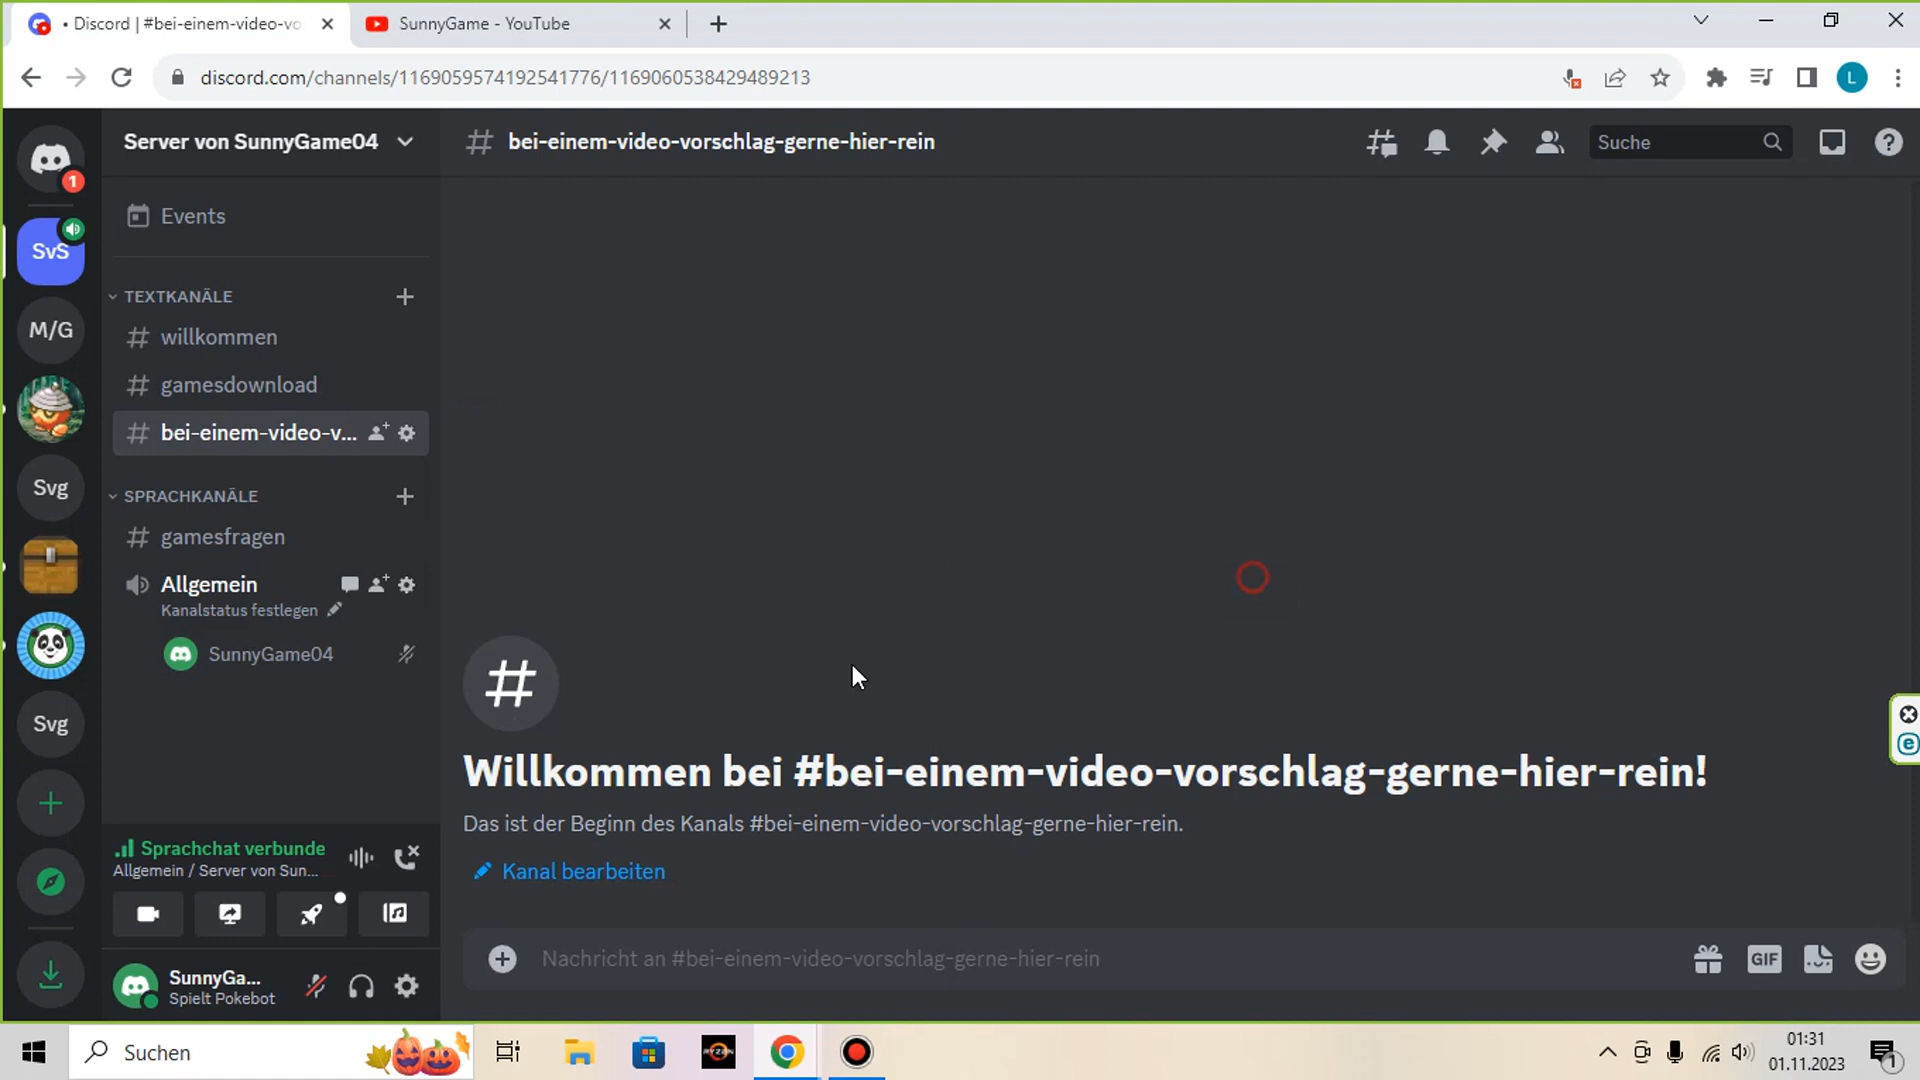 • Discord | #bei-einem-video-vo
SunnyGame - YouTube
discord.com/channels/1169059574192541776/1169060538429489213
L
1
Server von SunnyGame04
# bei-einem-video-vorschlag-gerne-hier-rein
Suche
SvS
Events
M/G
TEXTKANÄLE
# willkommen
# gamesdownload
# bei-einem-video-v...
Svg
SPRACHKANÄLE
# gamesfragen
Allgemein
Kanalstatus festlegen
SunnyGame04
Svg
#
Willkommen bei #bei-einem-video-vorschlag-gerne-hier-rein!
Das ist der Beginn des Kanals #bei-einem-video-vorschlag-gerne-hier-rein.
Kanal bearbeiten
Sprachchat verbunde
Allgemein / Server von Sun...
Nachricht an #bei-einem-video-vorschlag-gerne-hier-rein
GIF
SunnyGa...
Spielt Pokebot
Suchen
RYZEN
01:31
01.11.2023
1